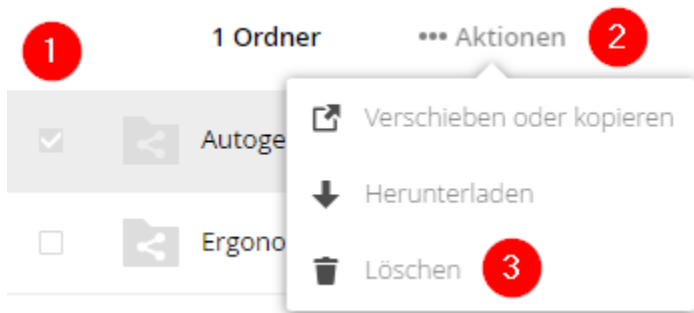 1 1 Ordner ••• Aktionen 2
Verschieben oder kopieren
Autoge
Herunterladen
Ergono
Löschen 3